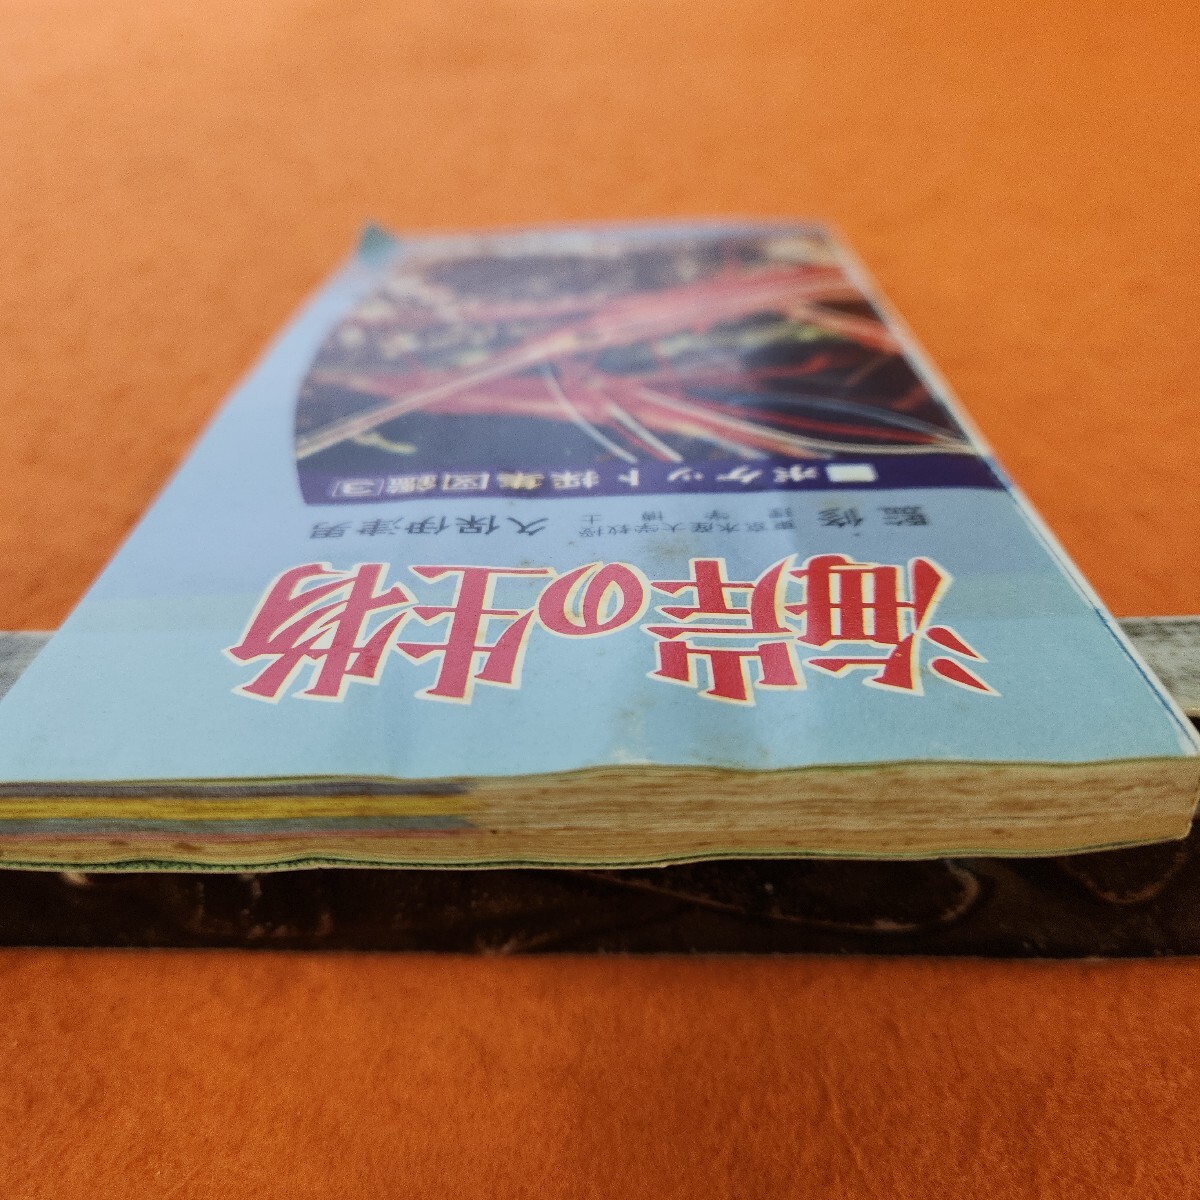 海岸の生物
監修 東京水産大学教授 理学博士 久保伊津男
■ポケット採集図鑑(3)